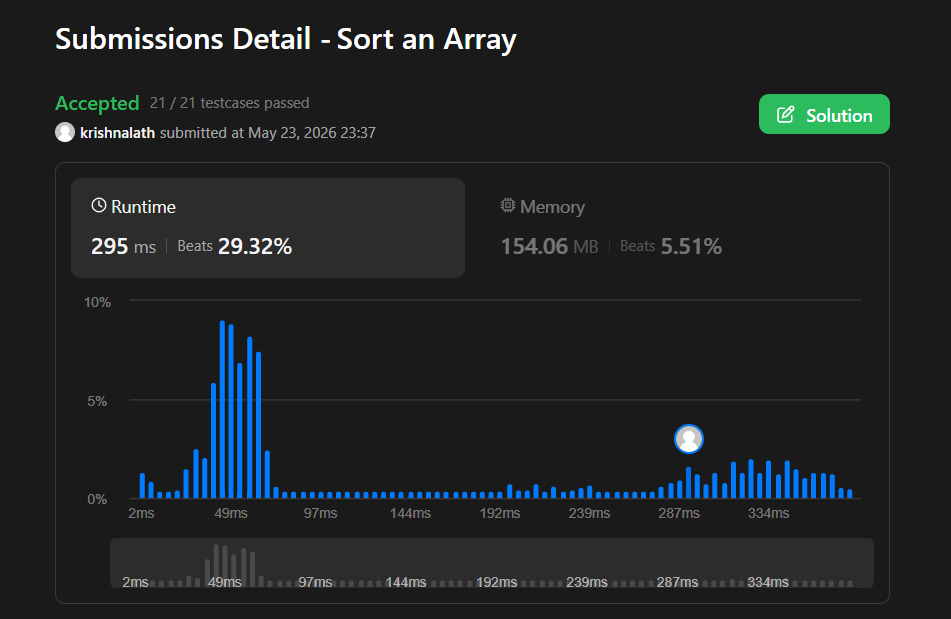 Submissions Detail - Sort an Array
Accepted 21 / 21 testcases passed
krishnalath submitted at May 23, 2026 23:37
Solution
Runtime
295 ms Beats 29.32%
Memory
154.06 MB Beats 5.51%
10%
5%
0%
2ms 49ms 97ms 144ms 192ms 239ms 287ms 334ms
2ms 49ms 97ms 144ms 192ms 239ms 287ms 334ms